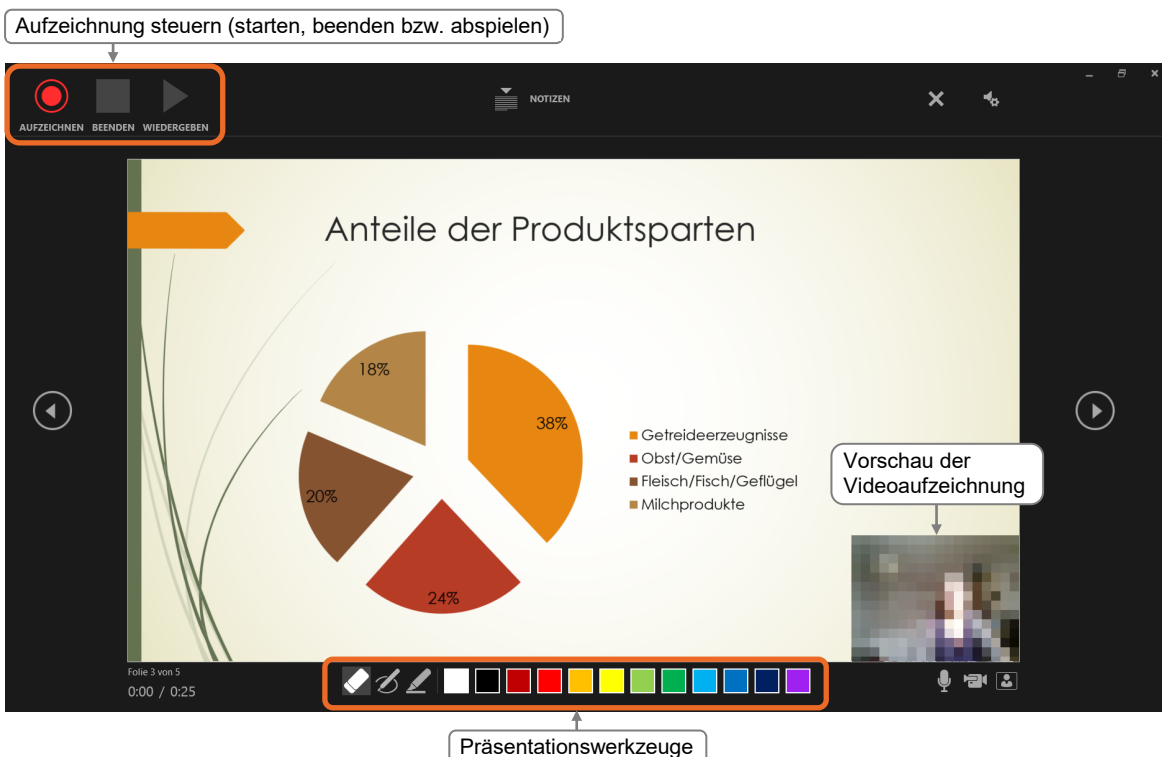 Aufzeichnung steuern (starten, beenden bzw. abspielen)
AUFZEICHNEN BEENDEN WIEDERGEBEN
NOTIZEN
Anteile der Produktsparten
18%
38%
20%
24%
Getreideerzeugnisse
Obst/Gemüse
Fleisch/Fisch/Geflügel
Milchprodukte
Vorschau der
Videoaufzeichnung
Folie 3 von 5
0:00 / 0:25
Präsentationswerkzeuge